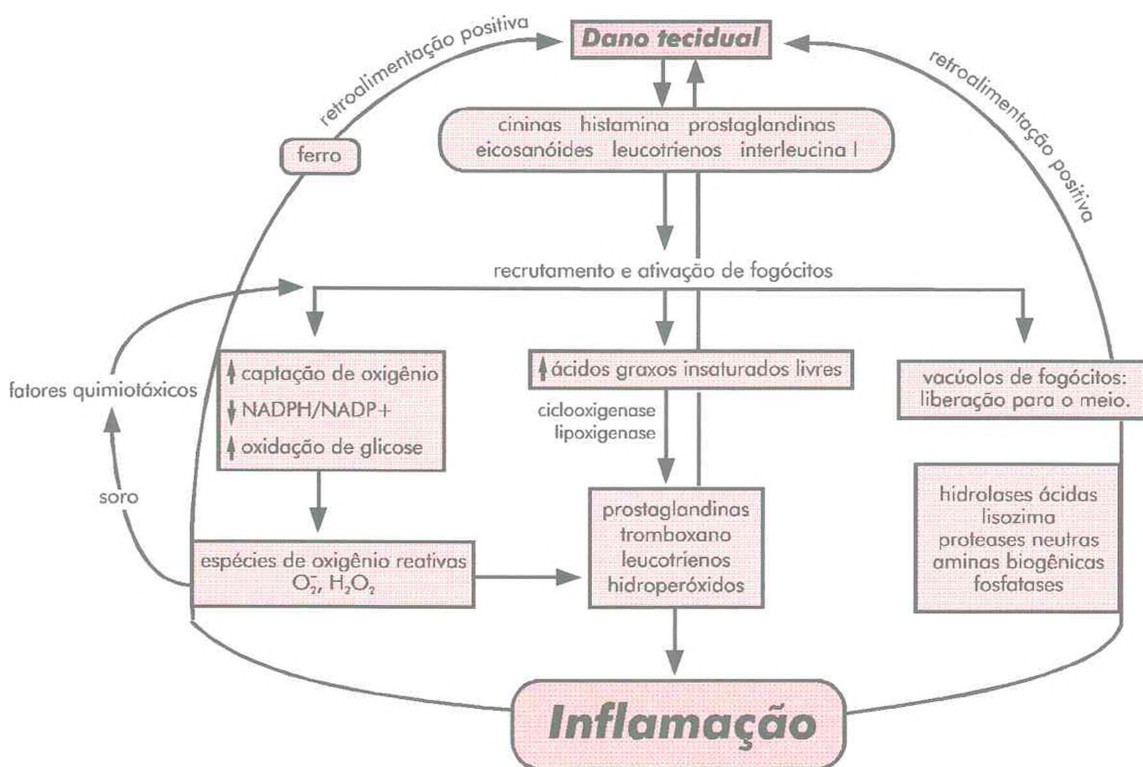 retroalimentação positiva
Dano tecidual
retroalimentação positiva
cininas histamina prostaglandinas
eicosanóides leucotrienos interleucina I
ferro
recrutamento e ativação de fogócitos
fatores quimiotáxicos
captação de oxigênio
NADPH/NADP+
oxidação de glicose
ácidos graxos insaturados livres
ciclooxigenase
lipoxigenase
vacúolos de fogócitos:
liberação para o meio.
soro
espécies de oxigênio reativas
O₂⁻, H₂O₂
prostaglandinas
tromboxano
leucotrienos
hidroperóxidos
hidrolases ácidas
lisozima
proteases neutras
aminas biogênicas
fosfatases
Inflamação